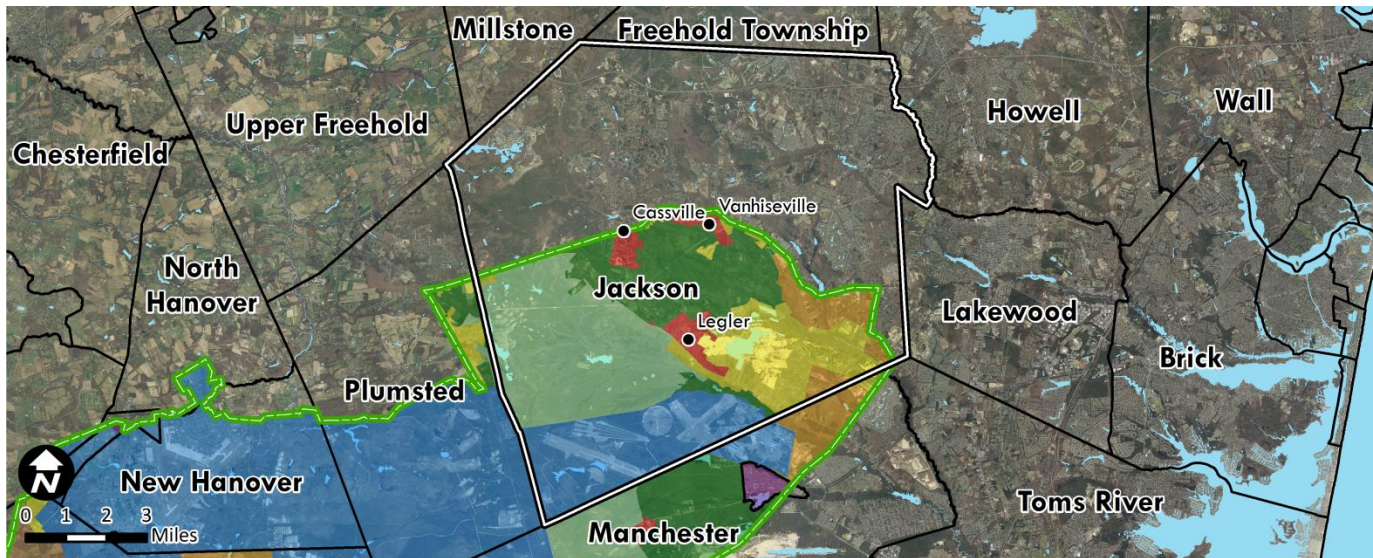 Millstone
Freehold Township
Upper Freehold
Howell
Wall
Chesterfield
Cassville
Vanhiseville
North
Hanover
Jackson
Lakewood
Legler
Brick
Plumsted
New Hanover
Toms River
Manchester
N
0 1 2 3
Miles